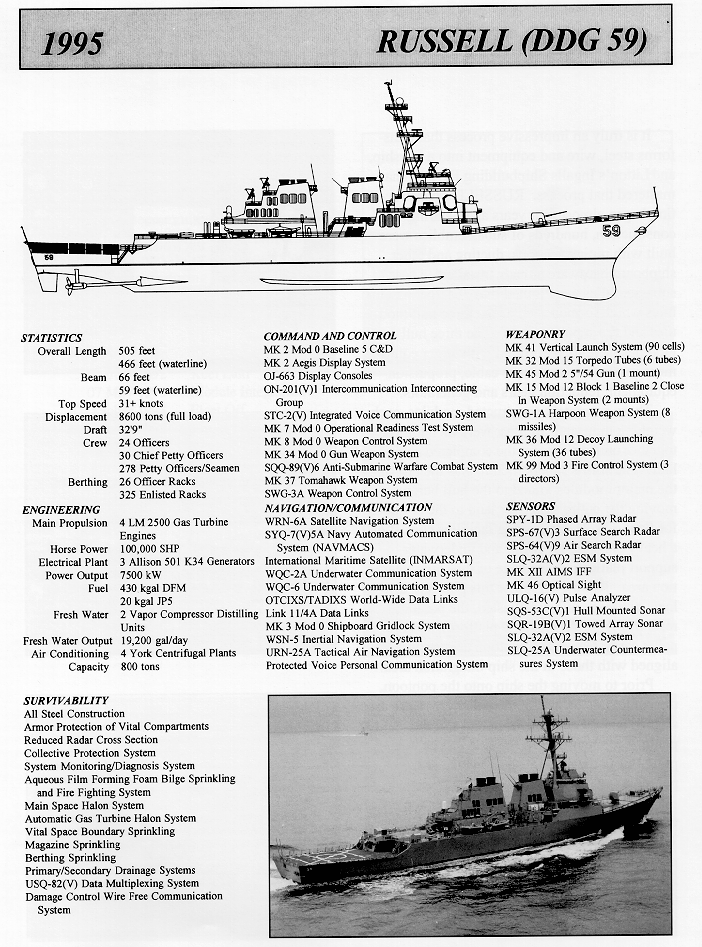 1995
RUSSELL (DDG 59)
59
59
STATISTICS
Overall Length 505 feet
466 feet (waterline)
Beam 66 feet
59 feet (waterline)
Top Speed 31+ knots
Displacement 8600 tons (full load)
Draft 32'9"
Crew 24 Officers
30 Chief Petty Officers
278 Petty Officers/Seamen
Berthing 26 Officer Racks
325 Enlisted Racks
ENGINEERING
Main Propulsion 4 LM 2500 Gas Turbine
Engines
Horse Power 100,000 SHP
Electrical Plant 3 Allison 501 K34 Generators
Power Output 7500 kW
Fuel 430 kgal DFM
20 kgal JP5
Fresh Water 2 Vapor Compressor Distilling
Units
Fresh Water Output 19,200 gal/day
Air Conditioning 4 York Centrifugal Plants
Capacity 800 tons
COMMAND AND CONTROL
MK 2 Mod 0 Baseline 5 C&D
MK 2 Aegis Display System
OJ-663 Display Consoles
ON-201(V)1 Intercommunication Interconnecting
Group
STC-2(V) Integrated Voice Communication System
MK 7 Mod 0 Operational Readiness Test System
MK 8 Mod 0 Weapon Control System
MK 34 Mod 0 Gun Weapon System
SQQ-89(V)6 Anti-Submarine Warfare Combat System
MK 37 Tomahawk Weapon System
SWG-3A Weapon Control System
NAVIGATION/COMMUNICATION
WRN-6A Satellite Navigation System
SYQ-7(V)5A Navy Automated Communication
System (NAVMACS)
International Maritime Satellite (INMARSAT)
WQC-2A Underwater Communication System
WQC-6 Underwater Communication System
OTCIXS/TADIXS World-Wide Data Links
Link 11/4A Data Links
MK 3 Mod 0 Shipboard Gridlock System
WSN-5 Inertial Navigation System
URN-25A Tactical Air Navigation System
Protected Voice Personal Communication System
WEAPONRY
MK 41 Vertical Launch System (90 cells)
MK 32 Mod 15 Torpedo Tubes (6 tubes)
MK 45 Mod 2 5"/54 Gun (1 mount)
MK 15 Mod 12 Block 1 Baseline 2 Close
In Weapon System (2 mounts)
SWG-1A Harpoon Weapon System (8
missiles)
MK 36 Mod 12 Decoy Launching
System (36 tubes)
MK 99 Mod 3 Fire Control System (3
directors)
SENSORS
SPY-1D Phased Array Radar
SPS-67(V)3 Surface Search Radar
SPS-64(V)9 Air Search Radar
SLQ-32A(V)2 ESM System
MK XII AIMS IFF
MK 46 Optical Sight
ULQ-16(V) Pulse Analyzer
SQS-53C(V)1 Hull Mounted Sonar
SQR-19B(V)1 Towed Array Sonar
SLQ-32A(V)2 ESM System
SLQ-25A Underwater Countermea-
sures System
SURVIVABILITY
All Steel Construction
Armor Protection of Vital Compartments
Reduced Radar Cross Section
Collective Protection System
System Monitoring/Diagnosis System
Aqueous Film Forming Foam Bilge Sprinkling
and Fire Fighting System
Main Space Halon System
Automatic Gas Turbine Halon System
Vital Space Boundary Sprinkling
Magazine Sprinkling
Berthing Sprinkling
Primary/Secondary Drainage Systems
USQ-82(V) Data Multiplexing System
Damage Control Wire Free Communication
System